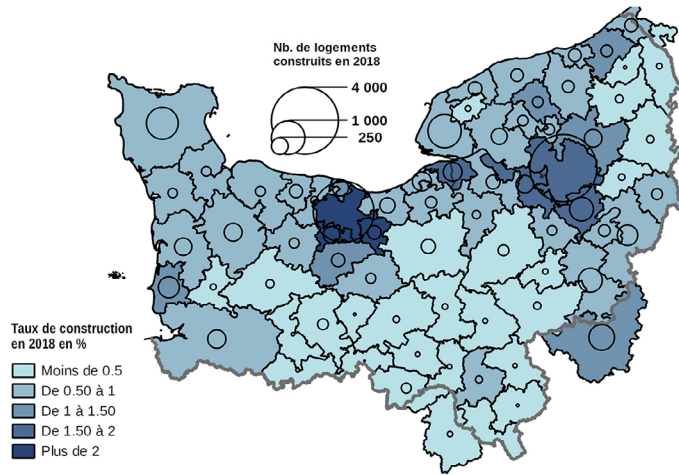 Nb. de logements
construits en 2018
4 000
1 000
250
Taux de construction
en 2018 en %
Moins de 0.5
De 0.50 à 1
De 1 à 1.50
De 1.50 à 2
Plus de 2